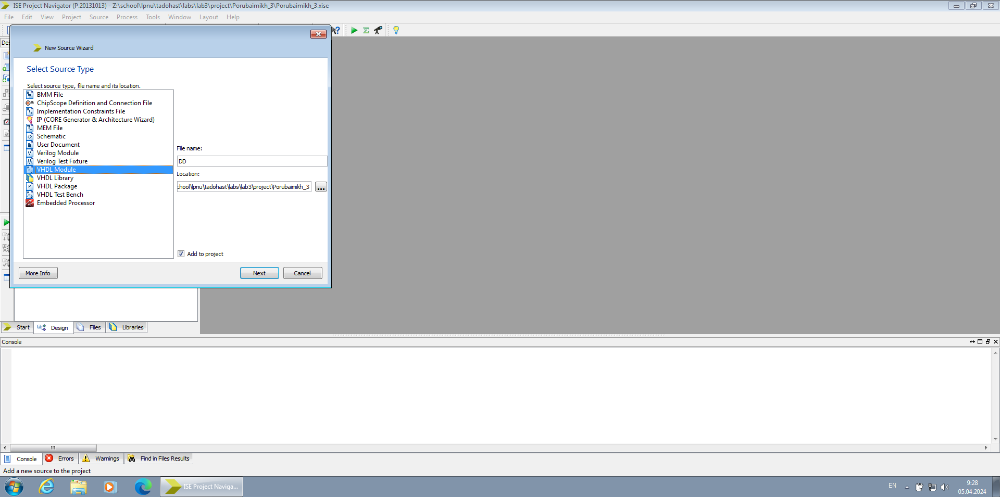 ISE Project Navigator (P.20131013) - Z:\school\lpnu\tadohast\labs\lab3\project\Porubaimikh_3\Porubaimikh_3.xise
File Edit View Project Source Process Tools Window Layout Help
New Source Wizard
Select Source Type
Select source type, file name and its location.
BMM File
ChipScope Definition and Connection File
Implementation Constraints File
IP (CORE Generator & Architecture Wizard)
MEM File
Schematic
User Document
Verilog Module
Verilog Test Fixture
VHDL Module
VHDL Library
VHDL Package
VHDL Test Bench
Embedded Processor
File name:
DD
Location:
chool\lpnu\tadohast\labs\lab3\project\Porubaimikh_3
...
Add to project
More Info
Next
Cancel
Start Design Files Libraries
Console
Console Errors Warnings Find in Files Results
Add a new source to the project
ISE Project Naviga...
EN
9:28
05.04.2024